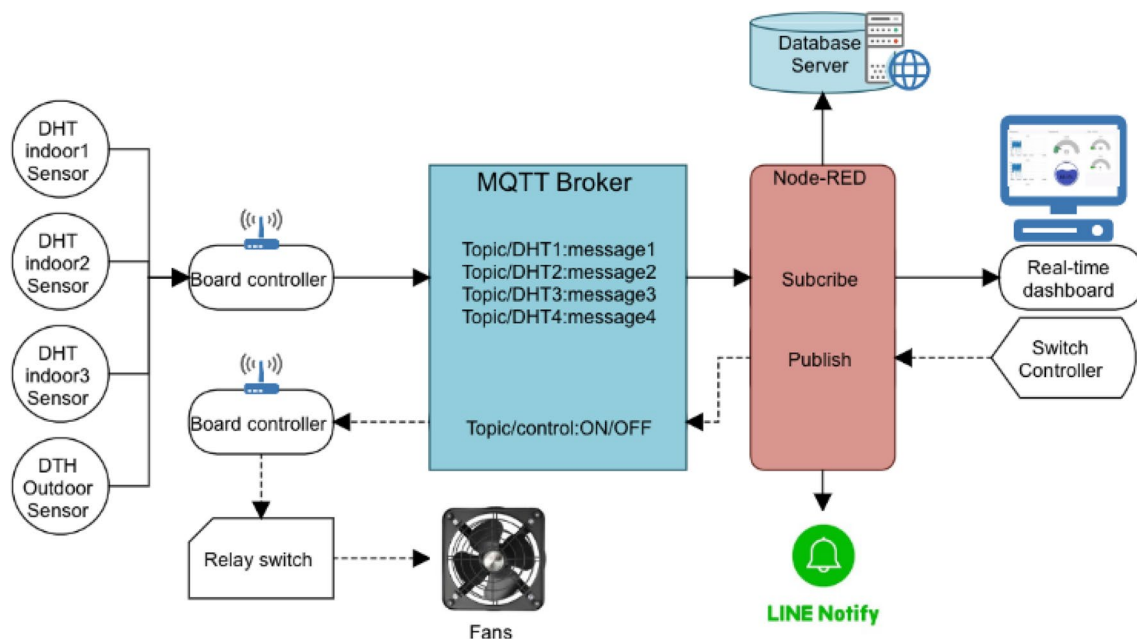 Database
Server
DHT
indoor1
Sensor
DHT
indoor2
Sensor
DHT
indoor3
Sensor
DTH
Outdoor
Sensor
Board controller
Board controller
Relay switch
Fans
MQTT Broker
Topic/DHT1:message1
Topic/DHT2:message2
Topic/DHT3:message3
Topic/DHT4:message4
Topic/control:ON/OFF
Node-RED
Subcribe
Publish
LINE Notify
Real-time
dashboard
Switch
Controller